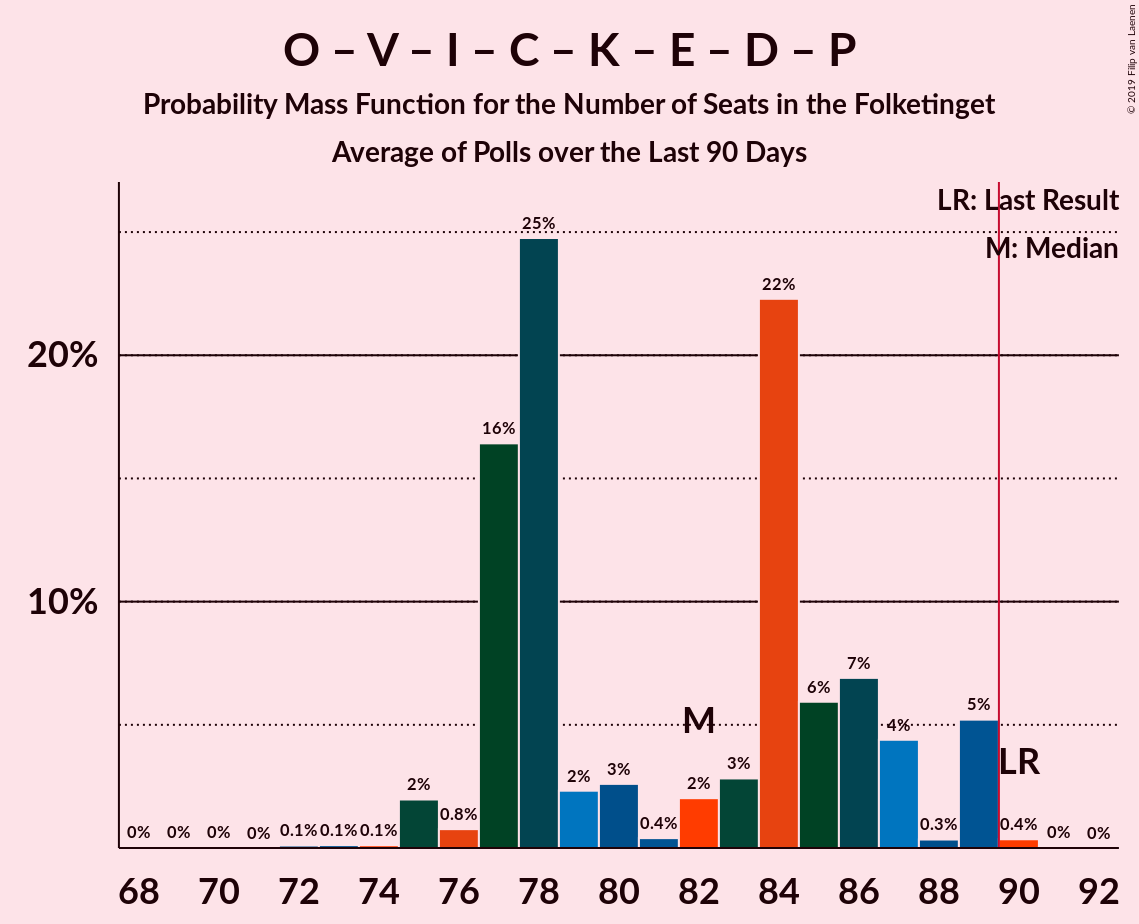 O – V – I – C – K – E – D – P
Probability Mass Function for the Number of Seats in the Folketinget
Average of Polls over the Last 90 Days
© 2019 Filip van Laenen
LR: Last Result
M: Median
25%
22%
20%
16%
10%
7%
6%
5%
4%
M
3%
LR
2%
2%
3%
2%
0.8%
0% 0% 0% 0% 0.1% 0.1% 0.1%
0.4%
0.3%
0.4%
0% 0%
68 70 72 74 76 78 80 82 84 86 88 90 92